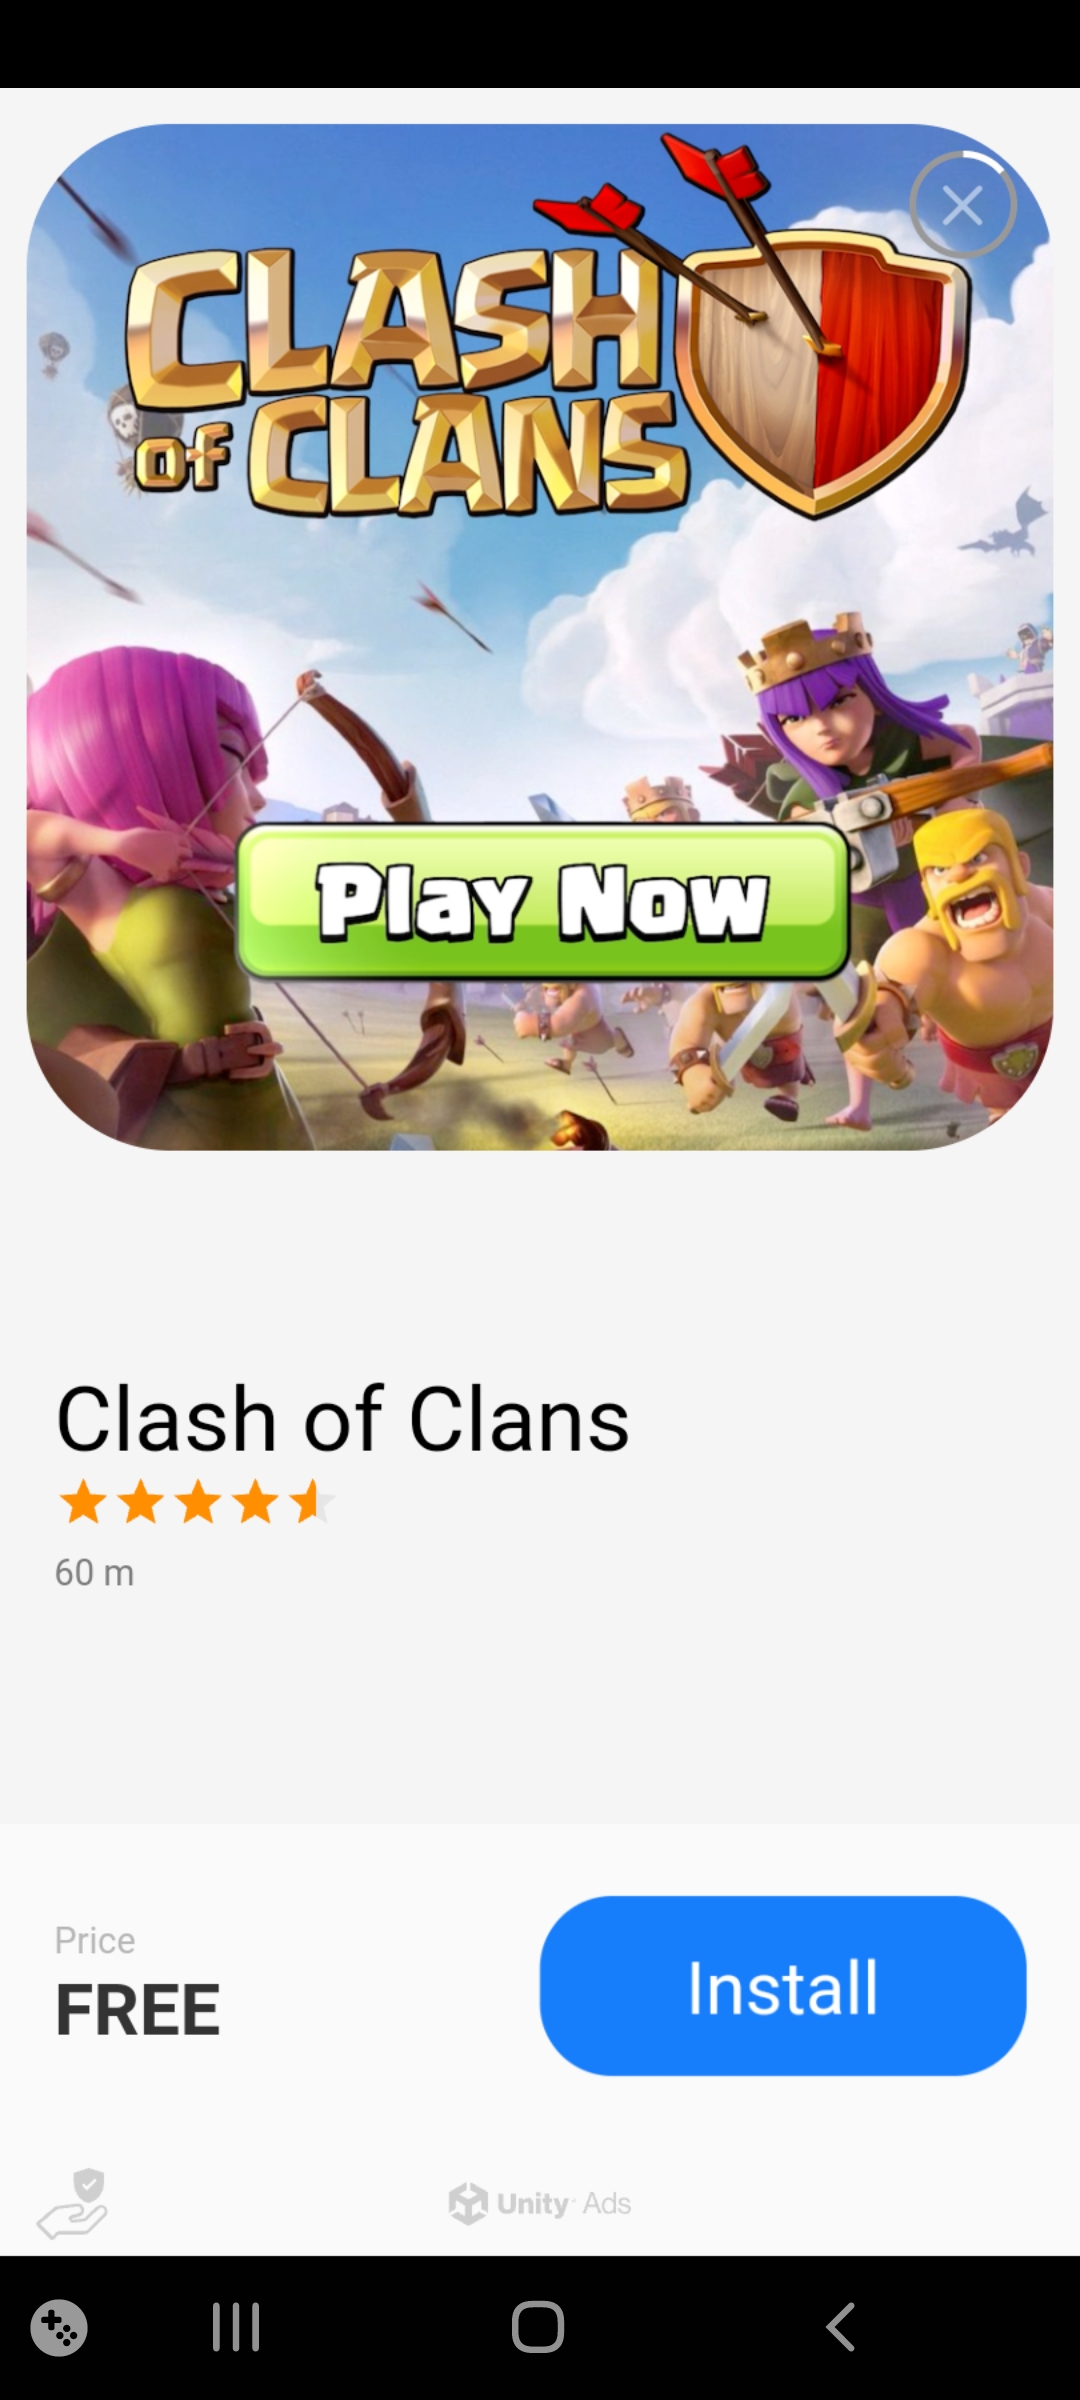 CLASH
OF CLANS
Play Now
Clash of Clans
60 m
Price
FREE
Install
Unity Ads